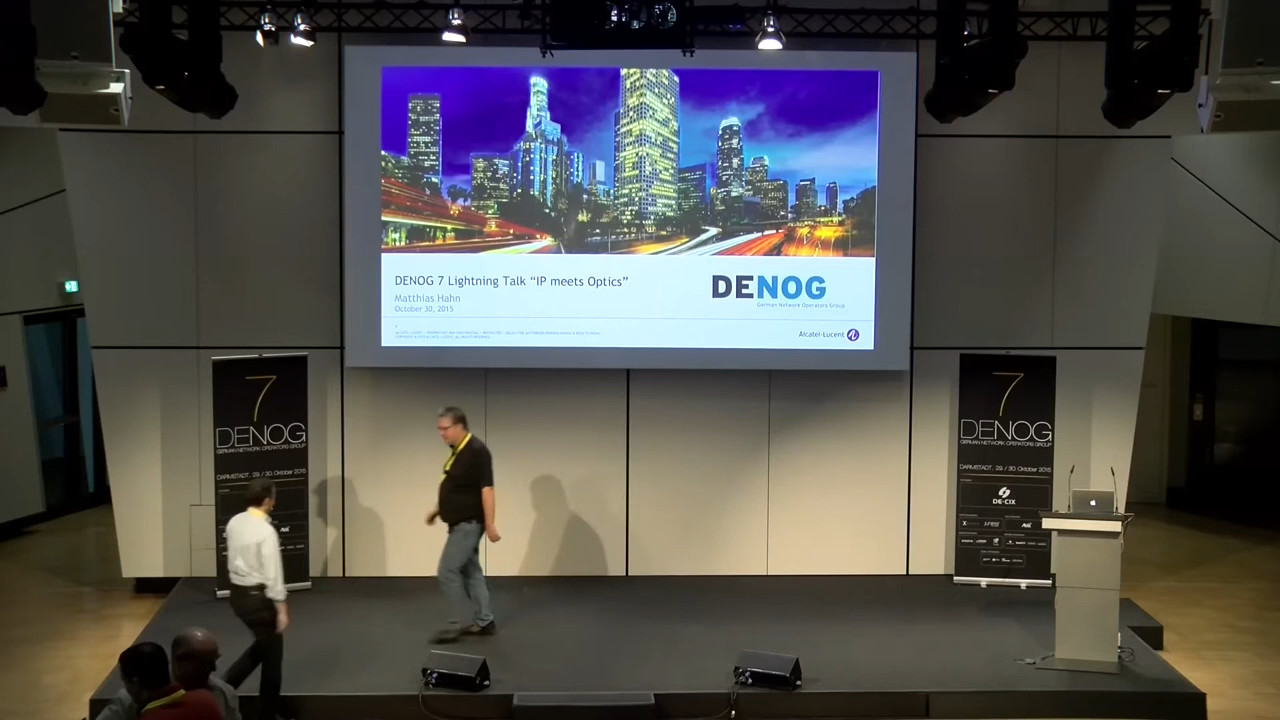 DENOG 7 Lightning Talk “IP meets Optics”
Matthias Hahn
October 30, 2015
DENOG
German Network Operators Group
Alcatel·Lucent
7
DENOG
GERMAN NETWORK OPERATORS GROUP
DARMSTADT, 29. / 30. Oktober 2015
7
DENOG
GERMAN NETWORK OPERATORS GROUP
DARMSTADT, 29. / 30. Oktober 2015
DE-CIX